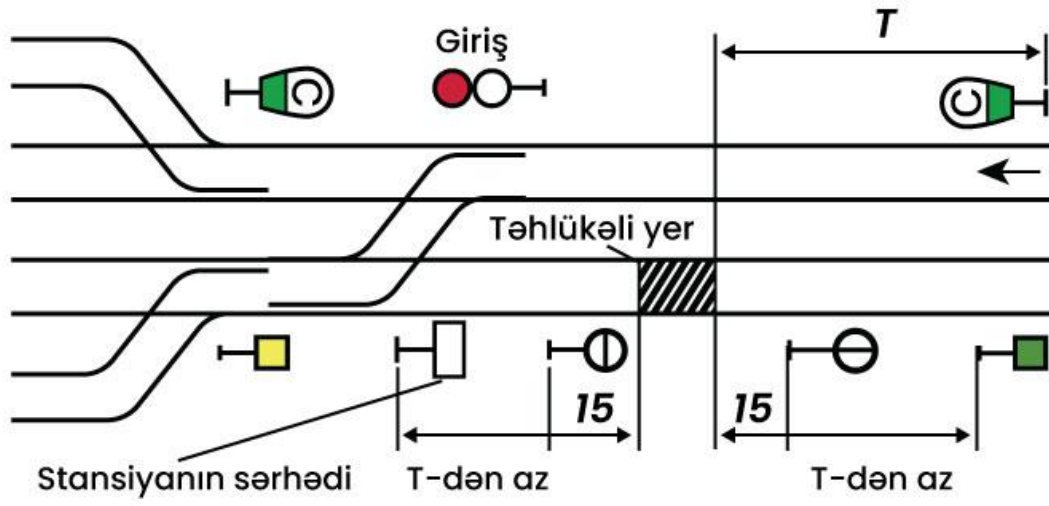 Giriş
T
C
C
Təhlükəli yer
15
15
Stansiyanın sərhədi
T-dən az
T-dən az